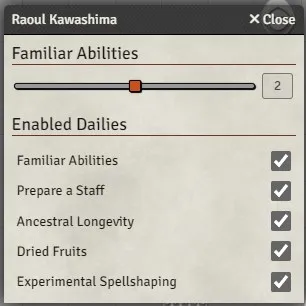 Raoul Kawashima ✕ Close
Familiar Abilities
2
Enabled Dailies
Familiar Abilities
Prepare a Staff
Ancestral Longevity
Dried Fruits
Experimental Spellshaping